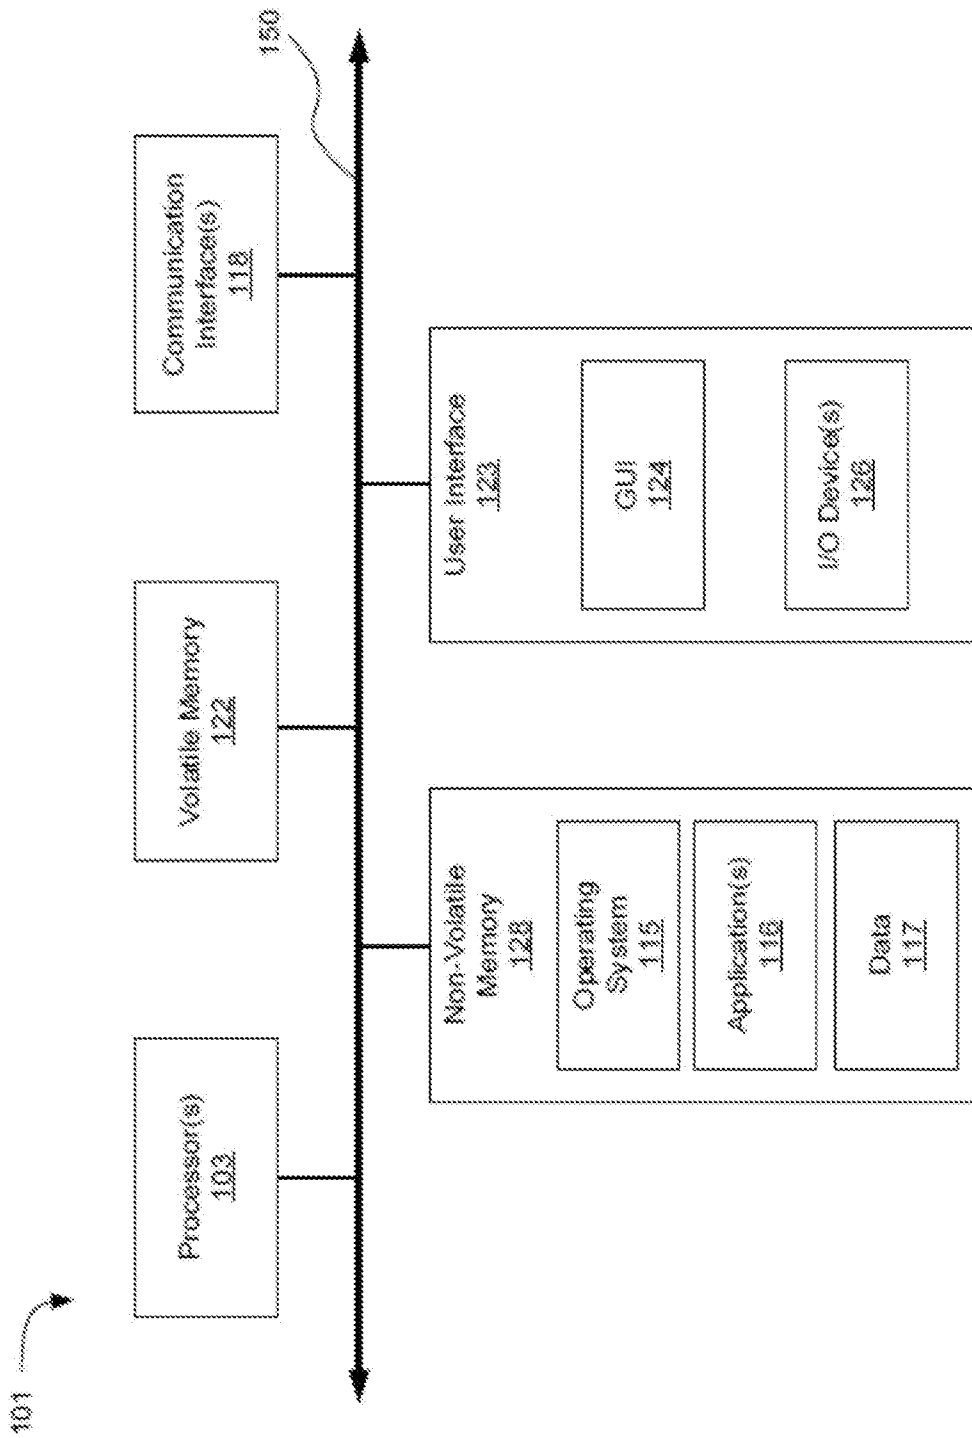 101
Processor(s)
103
Volatile Memory
122
Communication
Interface(s)
118
150
Non-Volatile
Memory
128
Operating
System
115
Application(s)
116
Data
117
User Interface
123
GUI
124
I/O Device(s)
126